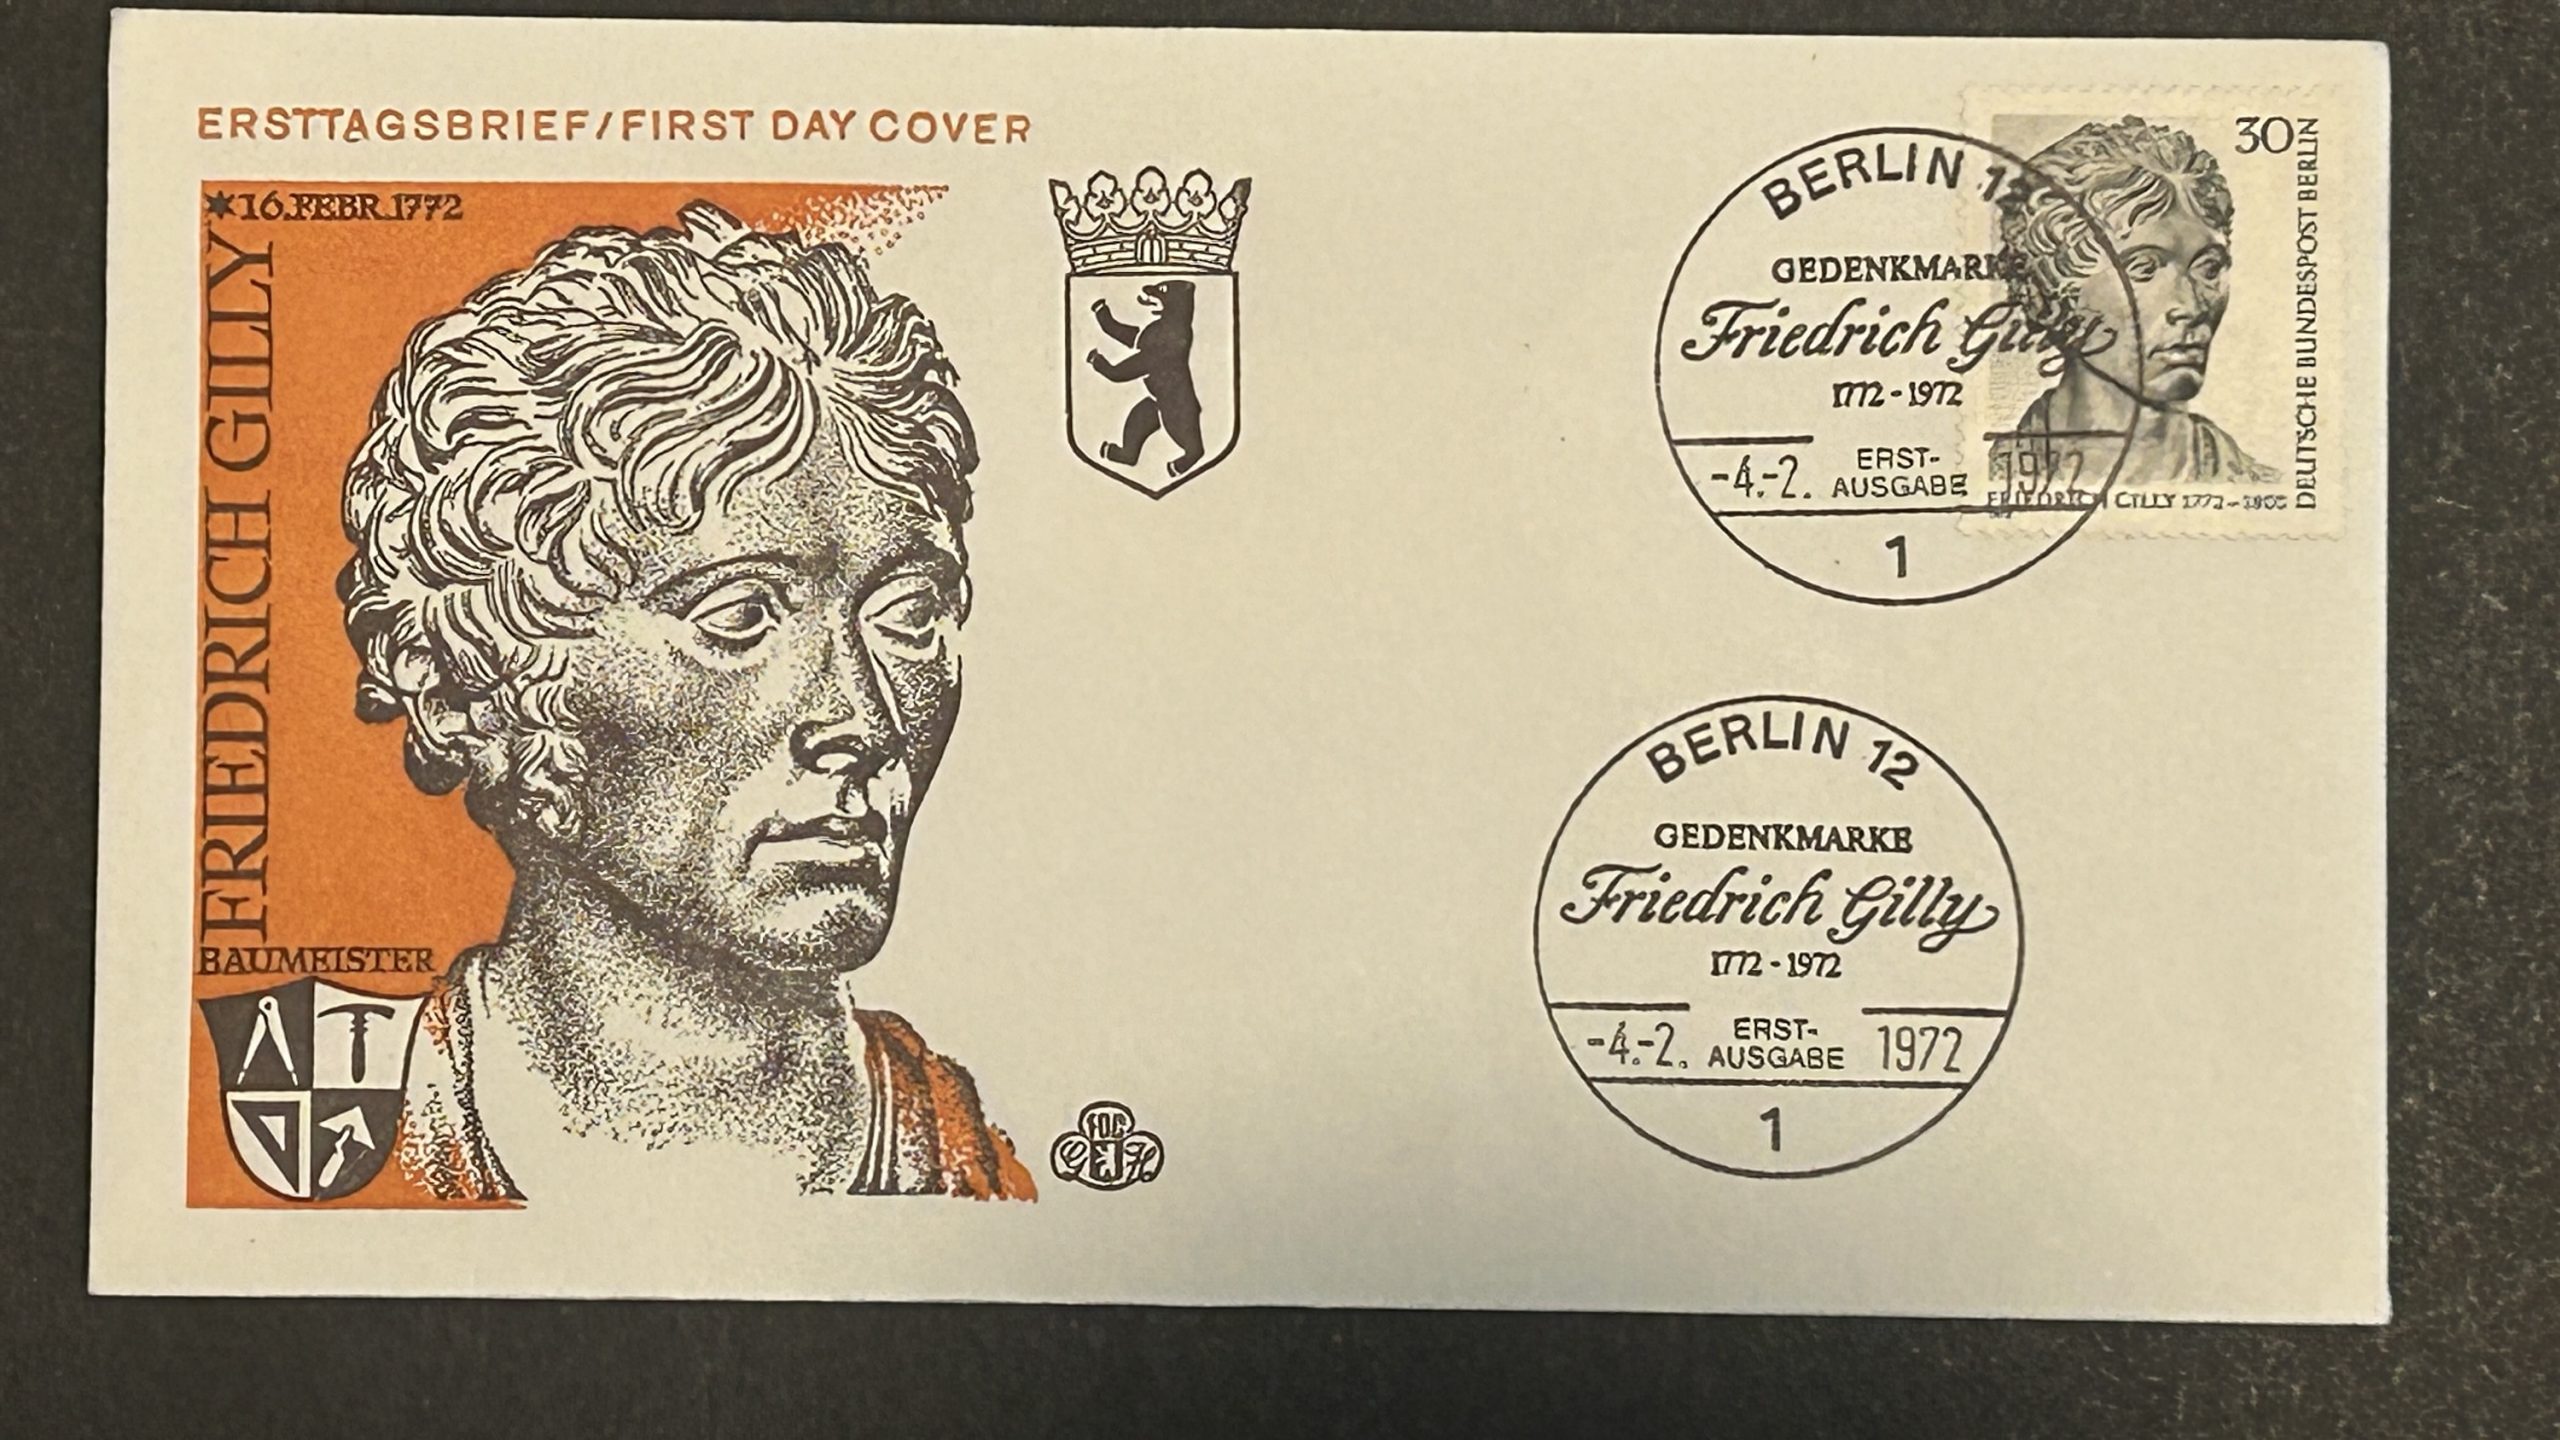 ERSTTAGSBRIEF/FIRST DAY COVER
*16.FEBR.1772
FRIEDRICH GILLY
BAUMEISTER
FDC
G H
30
DEUTSCHE BUNDESPOST BERLIN
FRIEDRICH GILLY 1772-1800
BERLIN 12
GEDENKMARKE
Friedrich Gilly
1772-1972
-4.-2. ERST- 1972
AUSGABE
1
BERLIN 12
GEDENKMARKE
Friedrich Gilly
1772-1972
-4.-2. ERST- 1972
AUSGABE
1